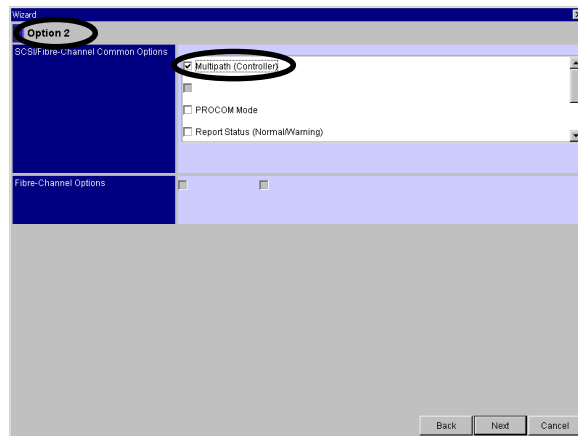 Wizard
Option 2
SCSI/Fibre-Channel Common Options
Multipath (Controller)
PROCOM Mode
Report Status (Normal/Warning)
Fibre-Channel Options
Back Next Cancel